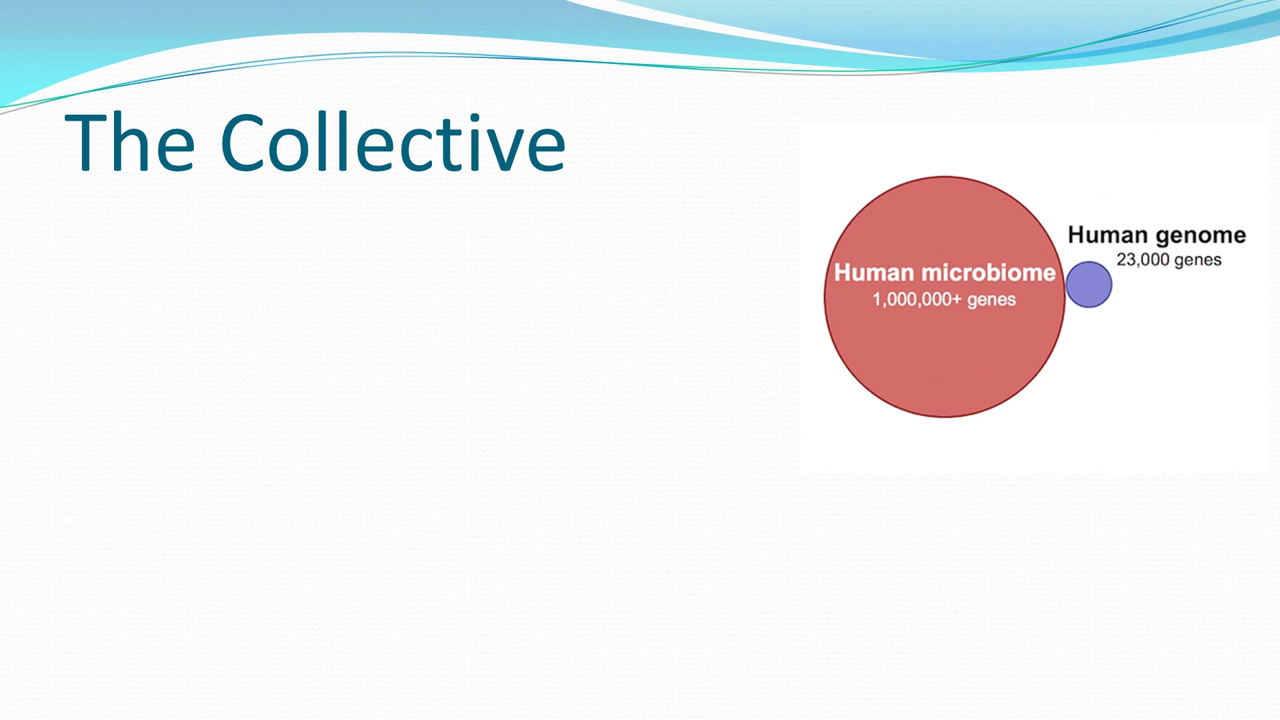 The Collective
Human genome
23,000 genes
Human microbiome
1,000,000+ genes